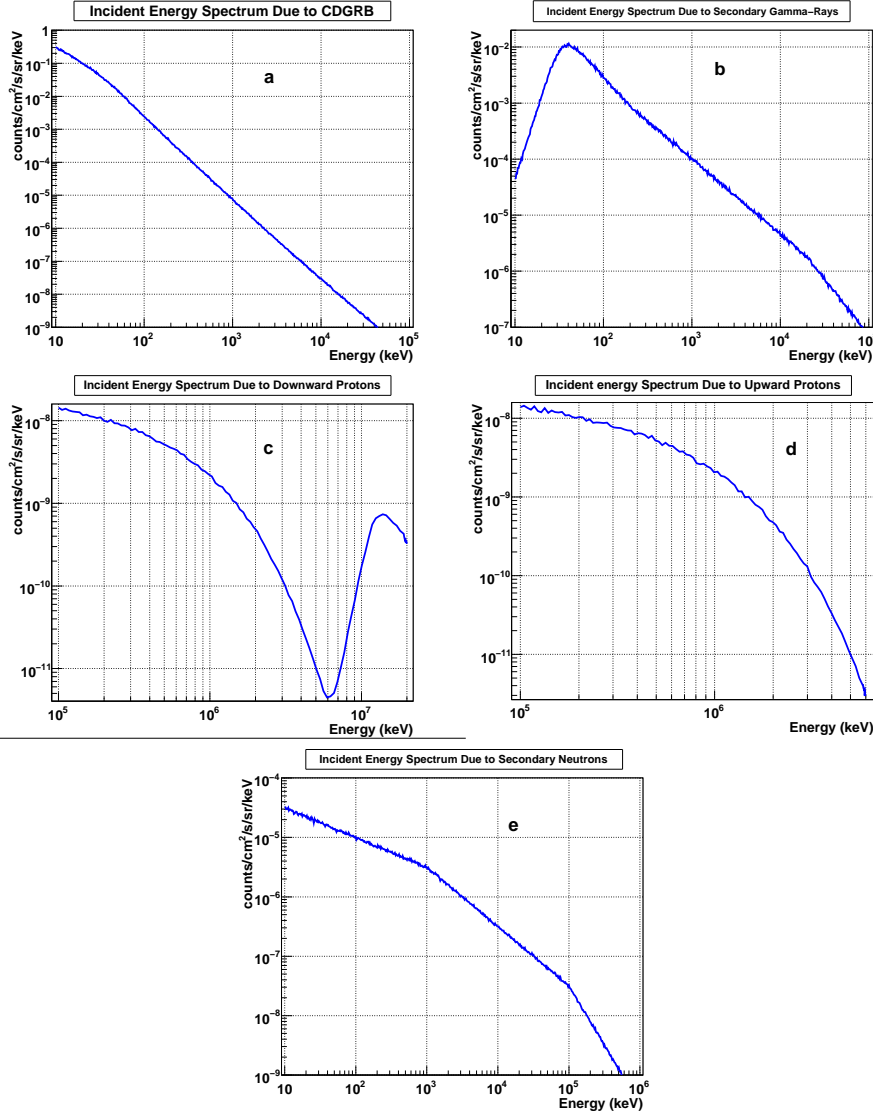 Incident Energy Spectrum Due to CDGRB
counts/cm²/s/sr/keV
1
10⁻¹
10⁻²
10⁻³
10⁻⁴
10⁻⁵
10⁻⁶
10⁻⁷
10⁻⁸
10⁻⁹
a
10 10² 10³ 10⁴ 10⁵
Energy (keV)
Incident Energy Spectrum Due to Secondary Gamma-Rays
counts/cm²/s/sr/keV
10⁻²
10⁻³
10⁻⁴
10⁻⁵
10⁻⁶
10⁻⁷
b
10 10² 10³ 10⁴ 10
Energy (keV)
Incident Energy Spectrum Due to Downward Protons
counts/cm²/s/sr/keV
10⁻⁸
10⁻⁹
10⁻¹⁰
10⁻¹¹
c
10⁵ 10⁶ 10⁷
Energy (keV)
Incident energy Spectrum Due to Upward Protons
counts/cm²/s/sr/keV
10⁻⁸
10⁻⁹
10⁻¹⁰
10⁻¹¹
d
10⁵ 10⁶
Energy (keV)
Incident Energy Spectrum Due to Secondary Neutrons
counts/cm²/s/sr/keV
10⁻⁴
10⁻⁵
10⁻⁶
10⁻⁷
10⁻⁸
10⁻⁹
e
10 10² 10³ 10⁴ 10⁵ 10⁶
Energy (keV)